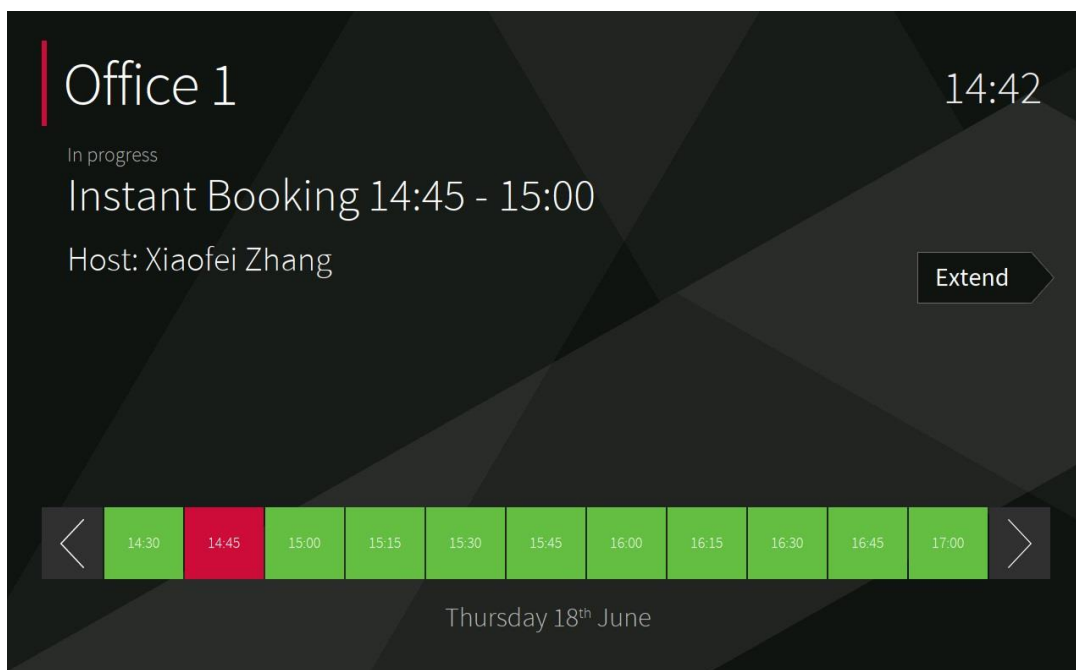 Office 1
14:42
In progress
Instant Booking 14:45 - 15:00
Host: Xiaofei Zhang
Extend
14:30 14:45 15:00 15:15 15:30 15:45 16:00 16:15 16:30 16:45 17:00
Thursday 18th June